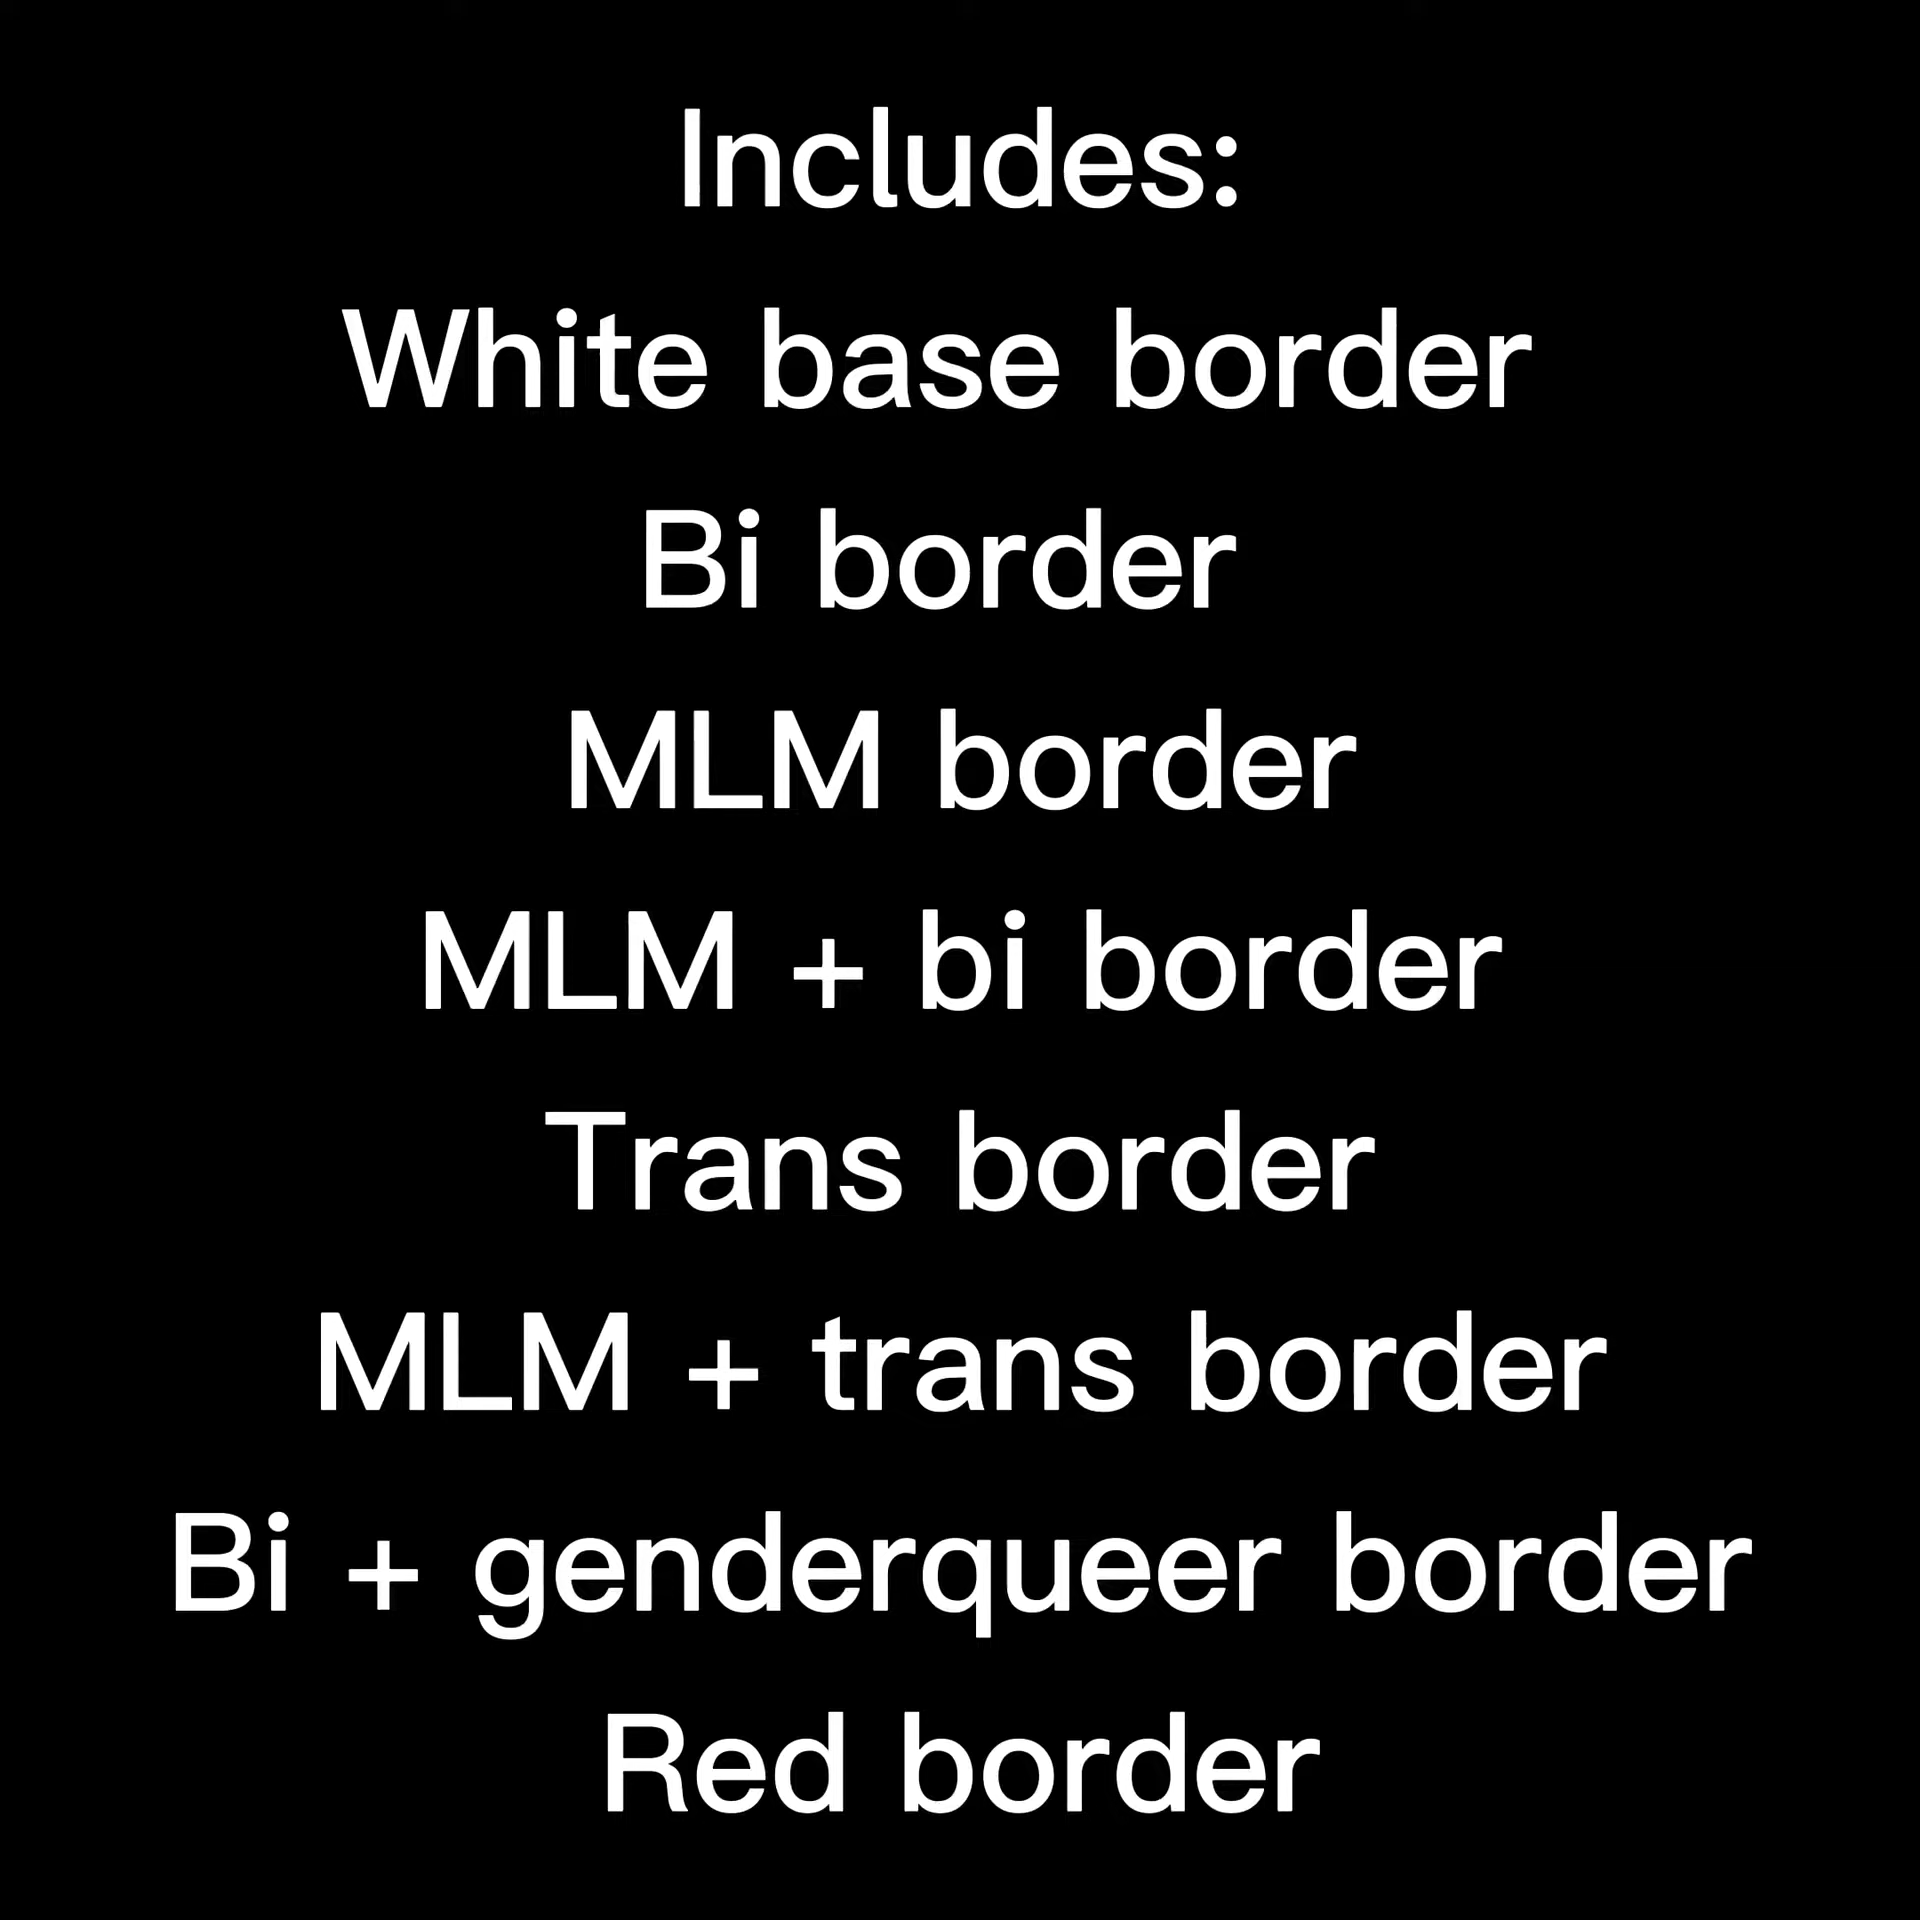 Includes:
White base border
Bi border
MLM border
MLM + bi border
Trans border
MLM + trans border
Bi + genderqueer border
Red border